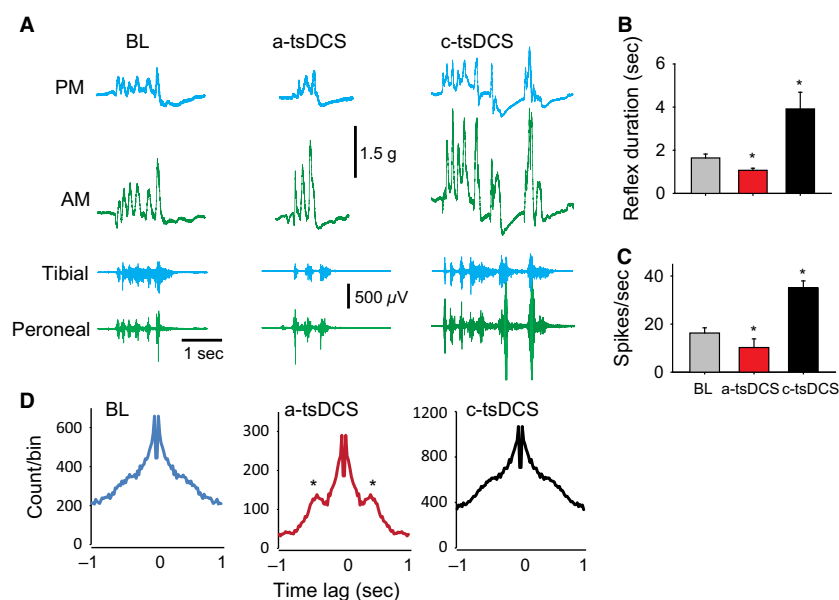 A
BL
a-tsDCS
c-tsDCS
PM
1.5 g
AM
Tibial
500 µV
Peroneal
1 sec
B
Reflex duration (sec)
6
4
2
0
*
*
C
Spikes/sec
40
20
0
*
*
BL
a-tsDCS
c-tsDCS
D
Count/bin
BL
600
400
200
0
−1
0
1
a-tsDCS
300
200
100
0
*
*
−1
0
1
c-tsDCS
1200
800
400
0
−1
0
1
Time lag (sec)